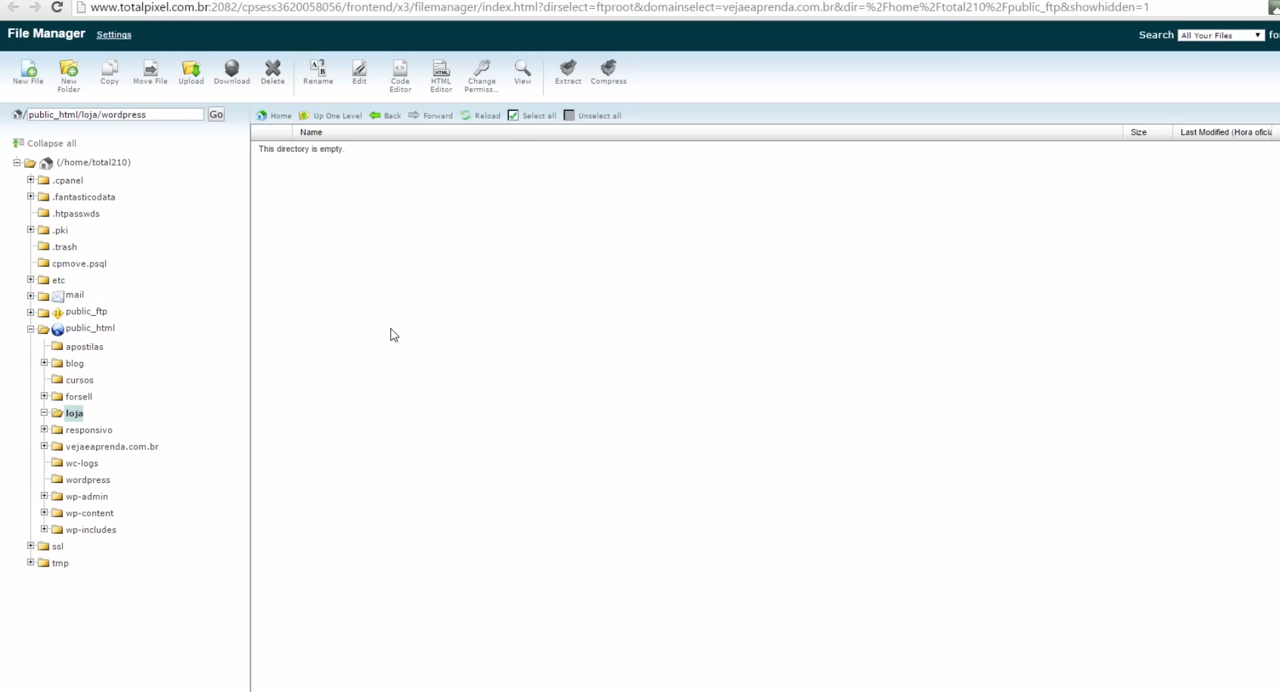 www.totalpixel.com.br:2082/cpsess3620058056/frontend/x3/filemanager/index.html?dirselect=ftproot&domainselect=vejaeaprenda.com.br&dir=%2Fhome%2Ftotal210%2Fpublic_ftp&showhidden=1
File Manager Settings Search All Your Files fo
New File New Folder Copy Move File Upload Download Delete Rename Edit Code Editor HTML Editor Change Permiss... View Extract Compress
/public_html/loja/wordpress Go Home Up One Level Back Forward Reload Select all Unselect all
Name Size Last Modified (Hora oficia
Collapse all
This directory is empty.
(/home/total210)
.cpanel
.fantasticodata
.htpasswds
.pki
.trash
cpmove.psql
etc
mail
public_ftp
public_html
apostilas
blog
cursos
forsell
loja
responsivo
vejaeaprenda.com.br
wc-logs
wordpress
wp-admin
wp-content
wp-includes
ssl
tmp